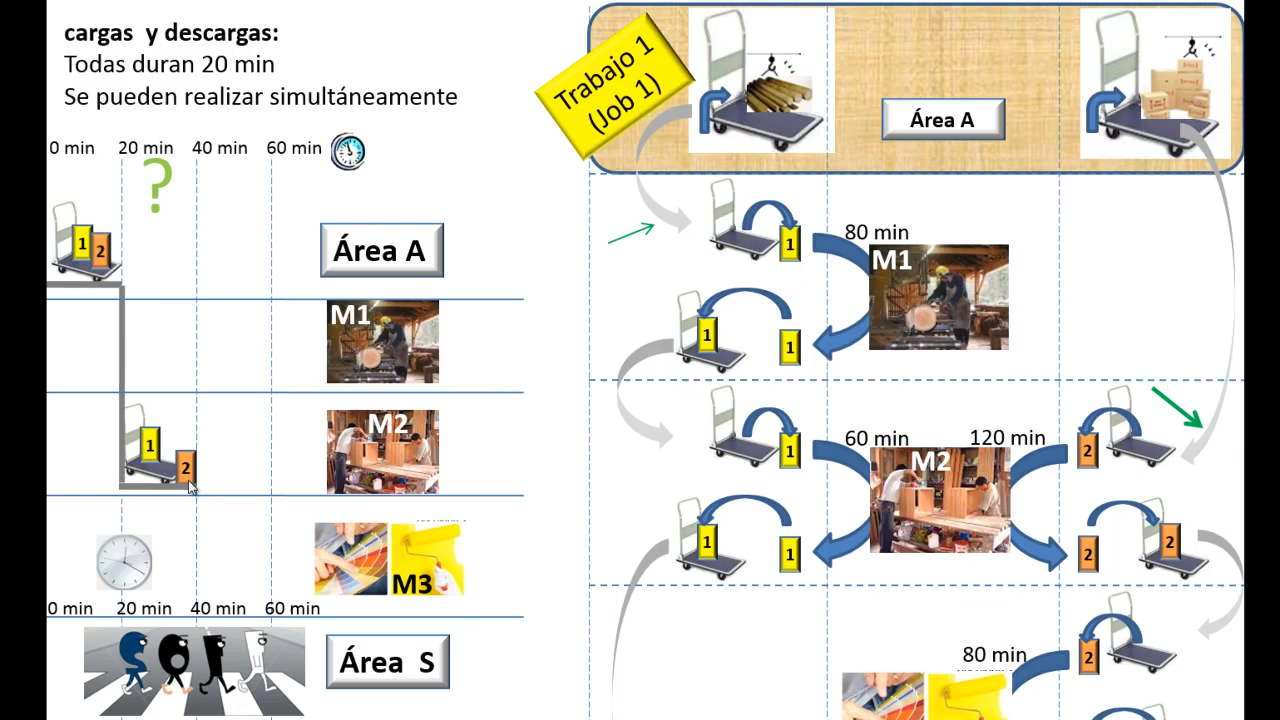 cargas y descargas:
Todas duran 20 min
Se pueden realizar simultáneamente
0 min 20 min 40 min 60 min
?
1 2
Área A
M1
M2
1
2
M3
0 min 20 min 40 min 60 min
Área S
Trabajo 1
(Job 1)
Área A
1
80 min
M1
1
1
1
60 min
120 min
M2
2
1
1
2
2
80 min
2